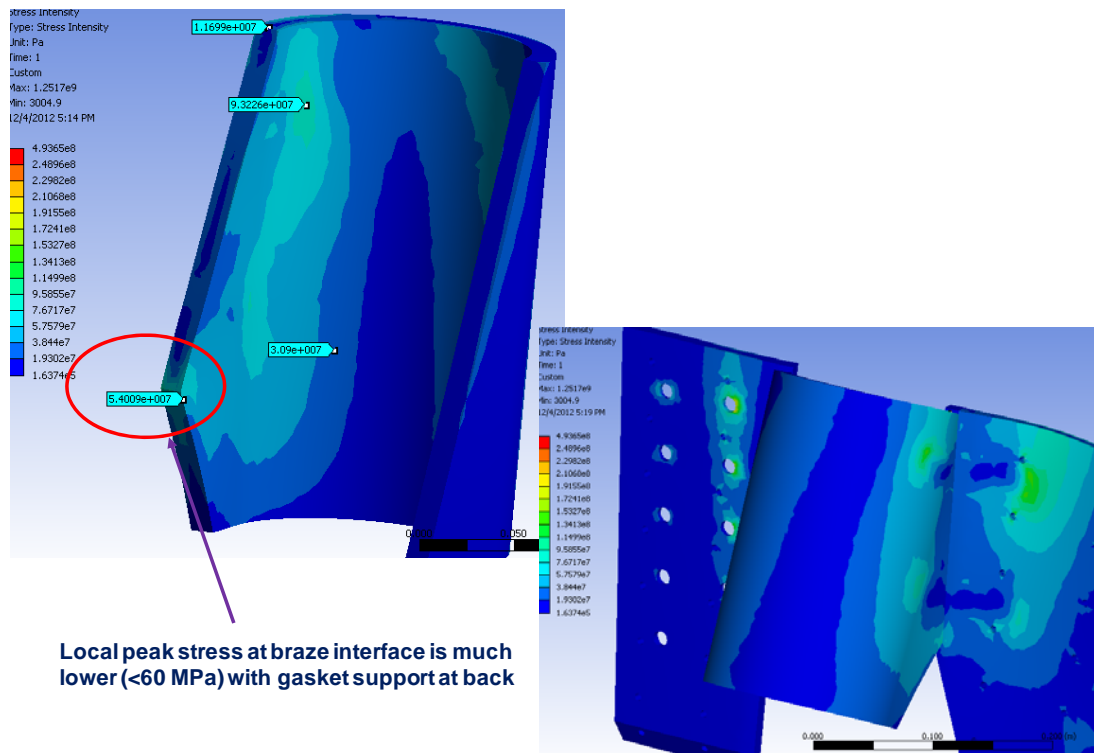 Stress Intensity
Type: Stress Intensity
Unit: Pa
Time: 1
Custom
Max: 1.2517e9
Min: 3004.9
12/4/2012 5:14 PM
4.9365e8
2.4896e8
2.2982e8
2.1068e8
1.9155e8
1.7241e8
1.5327e8
1.3413e8
1.1499e8
9.5855e7
7.6717e7
5.7579e7
3.844e7
1.9302e7
1.6374e5
1.1699e+007
9.3226e+007
3.09e+007
5.4009e+007
0.000
0.050
Local peak stress at braze interface is much
lower (<60 MPa) with gasket support at back
Stress Intensity
Type: Stress Intensity
Unit: Pa
Time: 1
Custom
Max: 1.2517e9
Min: 3004.9
12/4/2012 5:19 PM
4.9365e8
2.4896e8
2.2982e8
2.1068e8
1.9155e8
1.7241e8
1.5327e8
1.3413e8
1.1499e8
9.5855e7
7.6717e7
5.7579e7
3.844e7
1.9302e7
1.6374e5
0.000
0.100
(m)